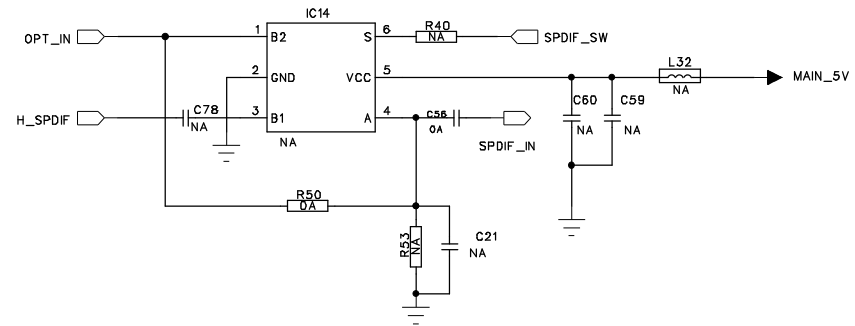 IC14
OPT_IN
1
B2
S
6
R40
NA
SPDIF_SW
2
GND
VCC
5
L32
NA
MAIN_5V
H_SPDIF
C78
NA
3
B1
A
4
C56
0A
SPDIF_IN
C60
NA
C59
NA
NA
R50
0A
R53
NA
C21
NA